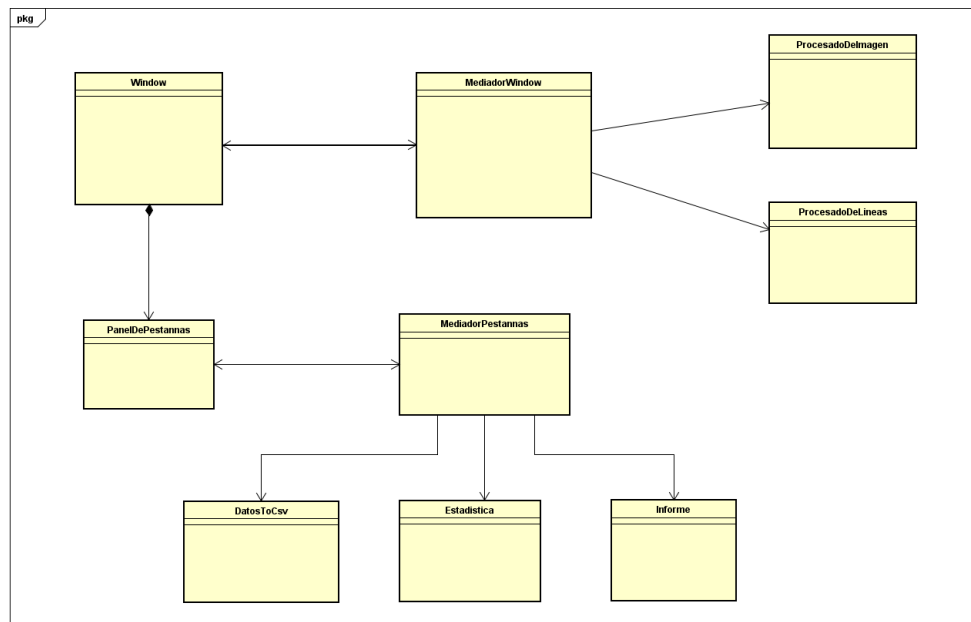 pkg
ProcesadoDeImagen
Window
MediadorWindow
ProcesadoDeLineas
PanelDePestannas
MediadorPestannas
DatosToCsv
Estadistica
Informe